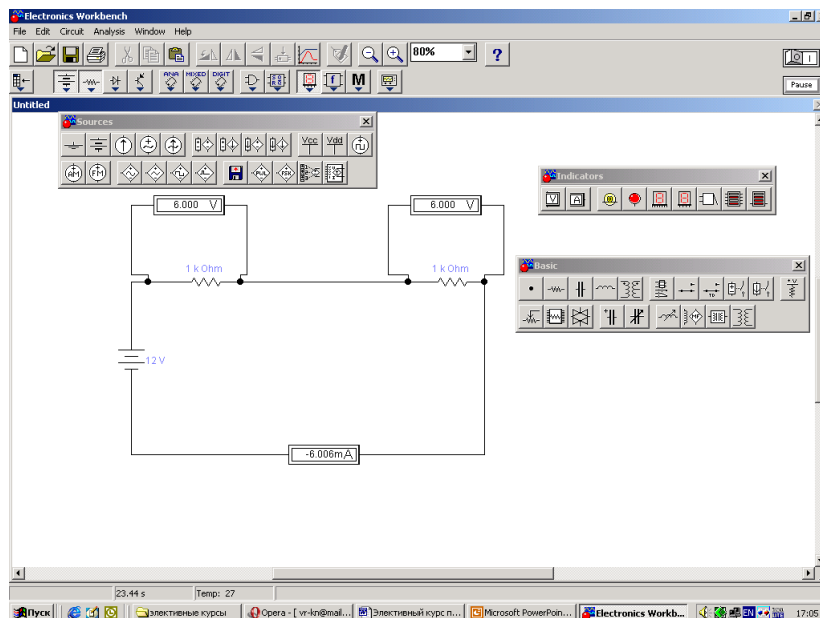 Electronics Workbench
File Edit Circuit Analysis Window Help
80%
?
ANA MIXED DIGIT
M
Pause
Untitled
Sources
Vcc Vdd
AM FM
Indicators
V A
6.000 V
6.000 V
1 k Ohm
1 k Ohm
Basic
12 V
-6.006mA
23.44 s
Temp: 27
Пуск
элективные курсы
Opera - [ vr-kn@mail...
Элективный курс п...
Microsoft PowerPoin...
Electronics Workb...
EN
17:05